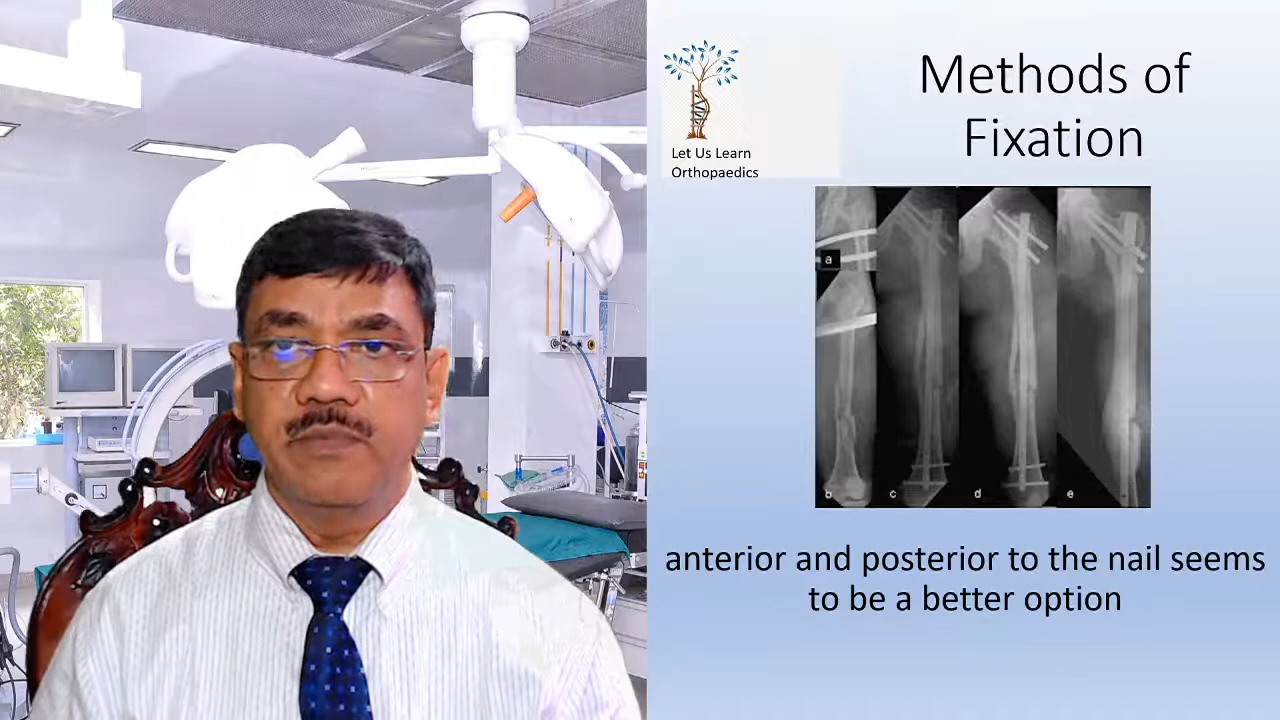 Let Us Learn
Orthopaedics
Methods of
Fixation
a
b
c
d
e
anterior and posterior to the nail seems
to be a better option